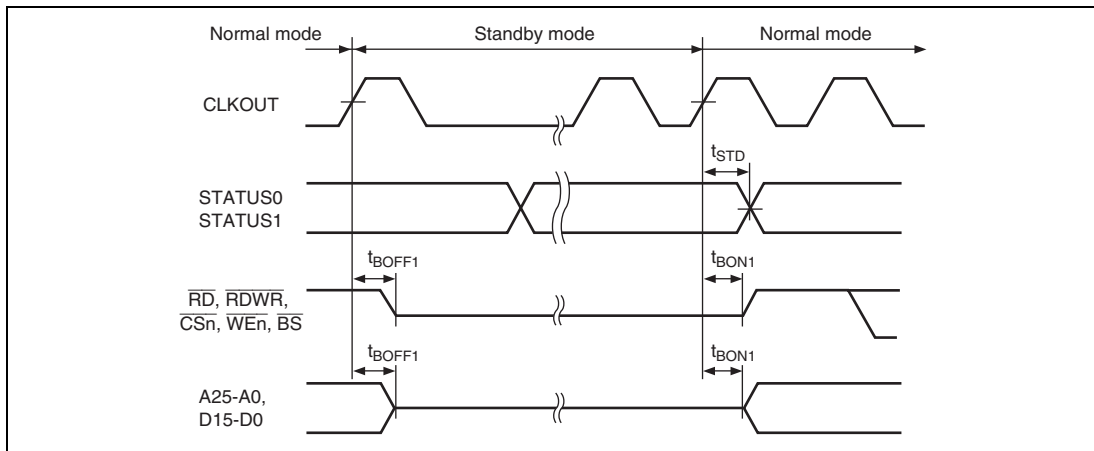 Normal mode Standby mode Normal mode
CLKOUT
tSTD
STATUS0
STATUS1
tBOFF1 tBON1
RD, RDWR,
CSn, WEn, BS
tBOFF1 tBON1
A25-A0,
D15-D0